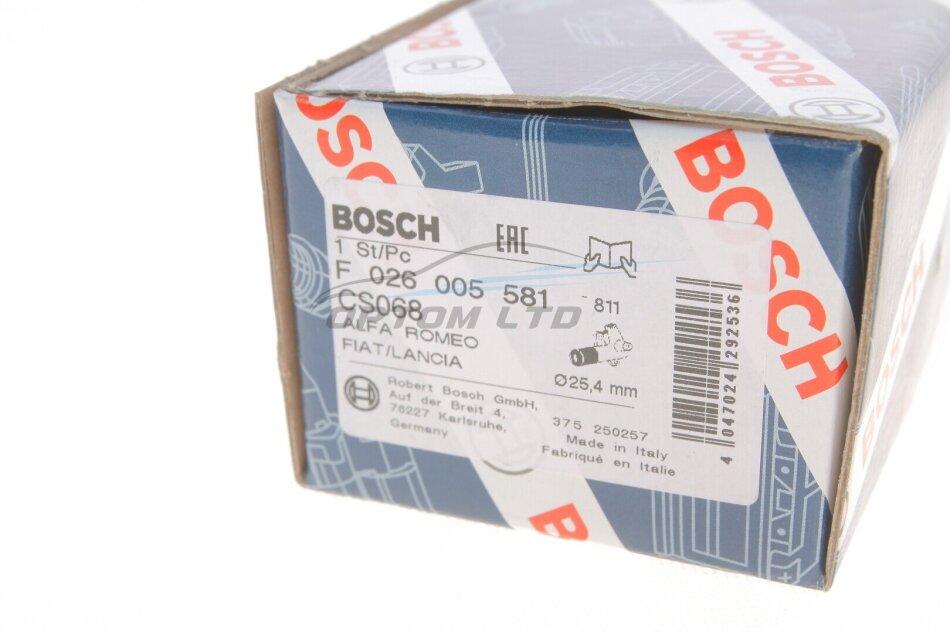 BOSCH
BOSCH
BOSCH
BOSCH
BOSCH
EAC
1 St/Pc
F 026 005 581
811
CS068
OPTOM LTD
ALFA ROMEO
FIAT/LANCIA
Ø25,4 mm
Robert Bosch GmbH,
Auf der Breit 4,
76227 Karlsruhe,
Germany
375 250257
Made in Italy
Fabriqué en Italie
4 047024 292536
B
BOSCH